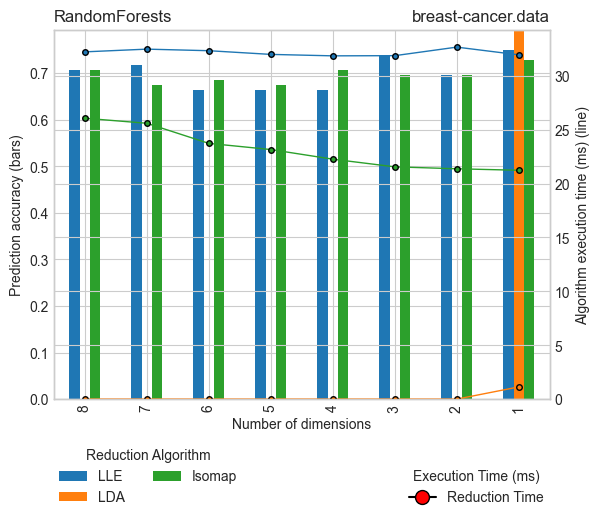 RandomForests
breast-cancer.data
Prediction accuracy (bars)
0.7
0.6
0.5
0.4
0.3
0.2
0.1
0.0
30
25
20
15
10
5
0
Algorithm execution time (ms) (line)
8 7 6 5 4 3 2 1
Number of dimensions
Reduction Algorithm
LLE
LDA
Isomap
Execution Time (ms)
Reduction Time